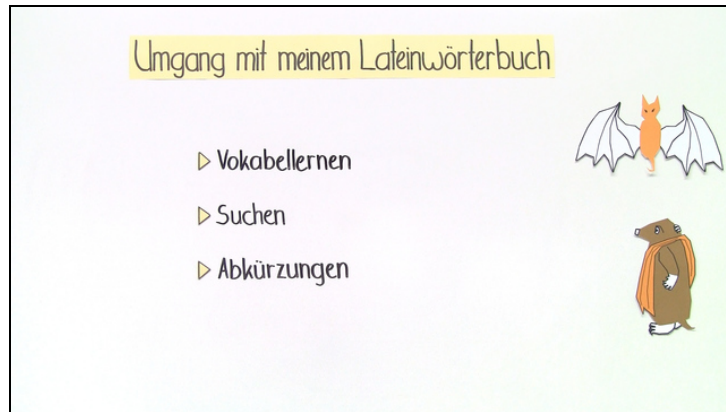 Umgang mit meinem Lateinwörterbuch
Vokabellernen
Suchen
Abkürzungen